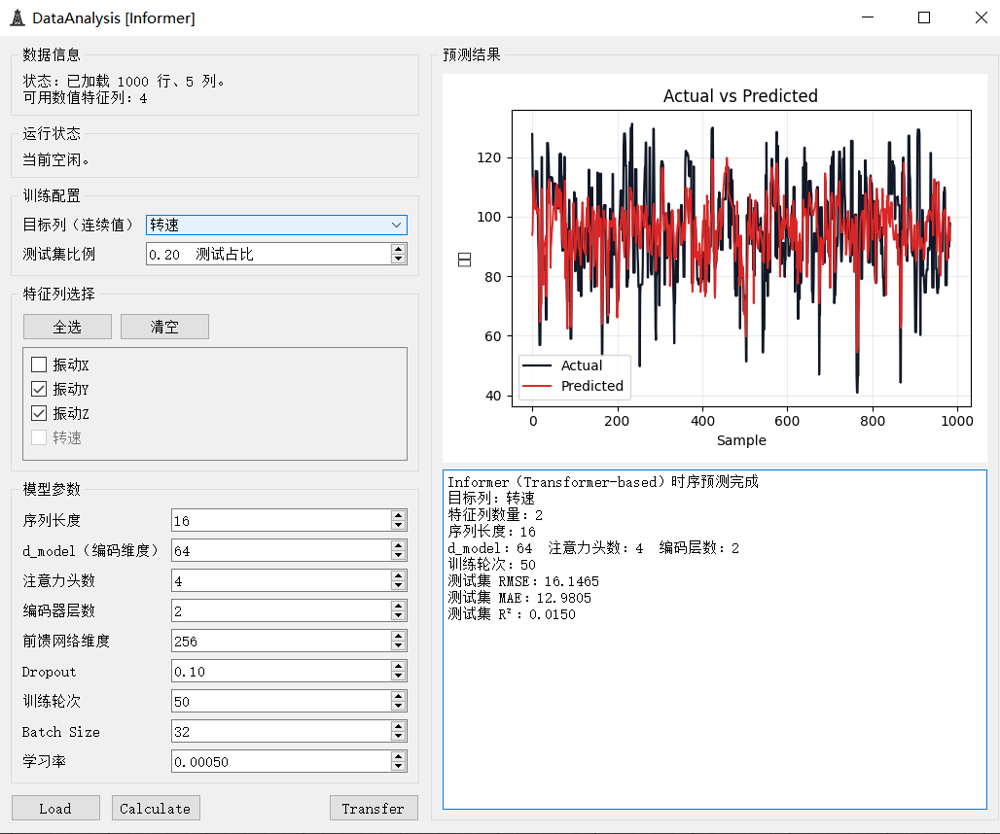 DataAnalysis [Informer]
数据信息
状态：已加载 1000 行、5 列。
可用数值特征列：4
运行状态
当前空闲。
训练配置
目标列（连续值） 转速
测试集比例 0.20 测试占比
特征列选择
全选 清空
振动X
振动Y
振动Z
转速
模型参数
序列长度 16
d_model（编码维度） 64
注意力头数 4
编码器层数 2
前馈网络维度 256
Dropout 0.10
训练轮次 50
Batch Size 32
学习率 0.00050
Load Calculate Transfer
预测结果
Actual vs Predicted
120
100
80
60
40
Actual
Predicted
0 200 400 600 800 1000
Sample
Informer（Transformer-based）时序预测完成
目标列：转速
特征列数量：2
序列长度：16
d_model：64 注意力头数：4 编码层数：2
训练轮次：50
测试集 RMSE：16.1465
测试集 MAE：12.9805
测试集 R²：0.0150